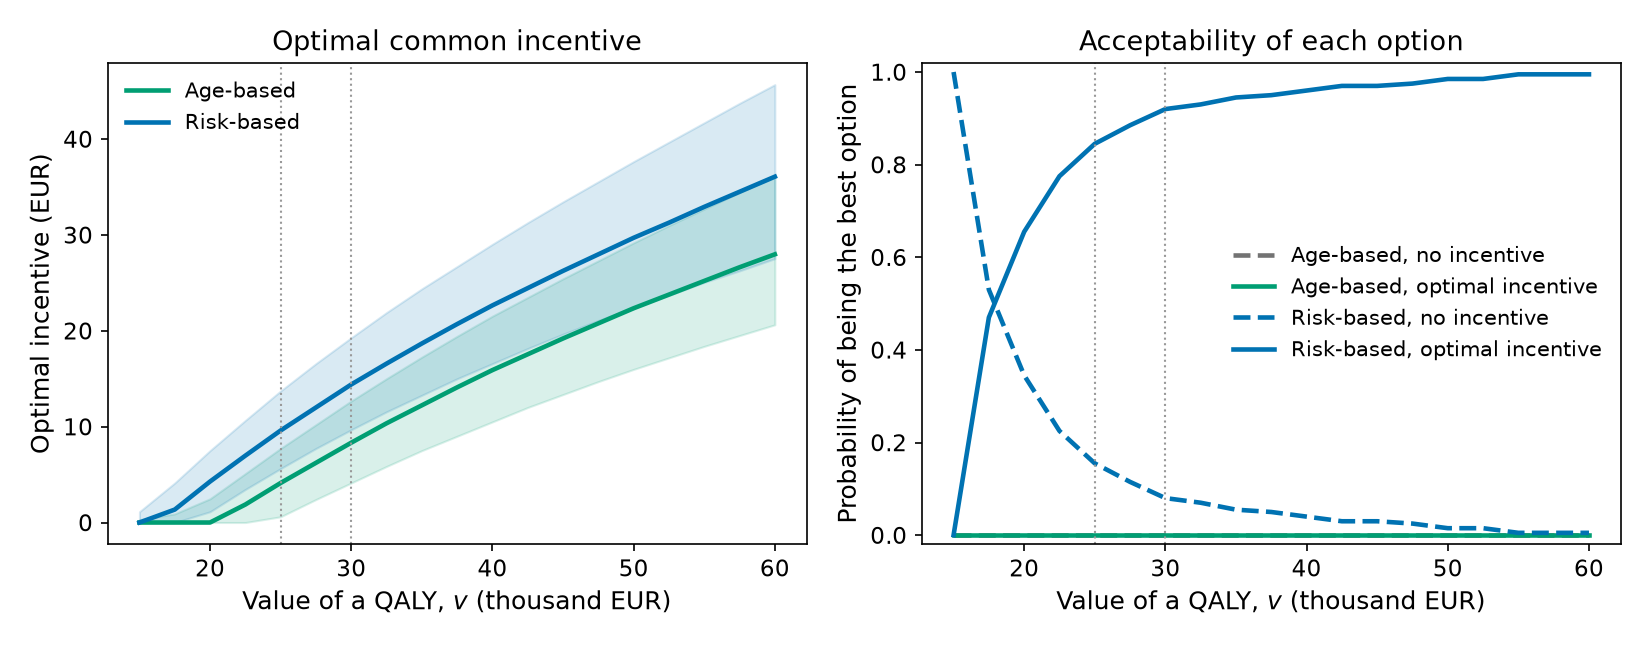 Optimal common incentive
Optimal incentive (EUR)
40
30
20
10
0
Age-based
Risk-based
20
30
40
50
60
Value of a QALY, v (thousand EUR)
Acceptability of each option
Probability of being the best option
1.0
0.8
0.6
0.4
0.2
0.0
Age-based, no incentive
Age-based, optimal incentive
Risk-based, no incentive
Risk-based, optimal incentive
20
30
40
50
60
Value of a QALY, v (thousand EUR)